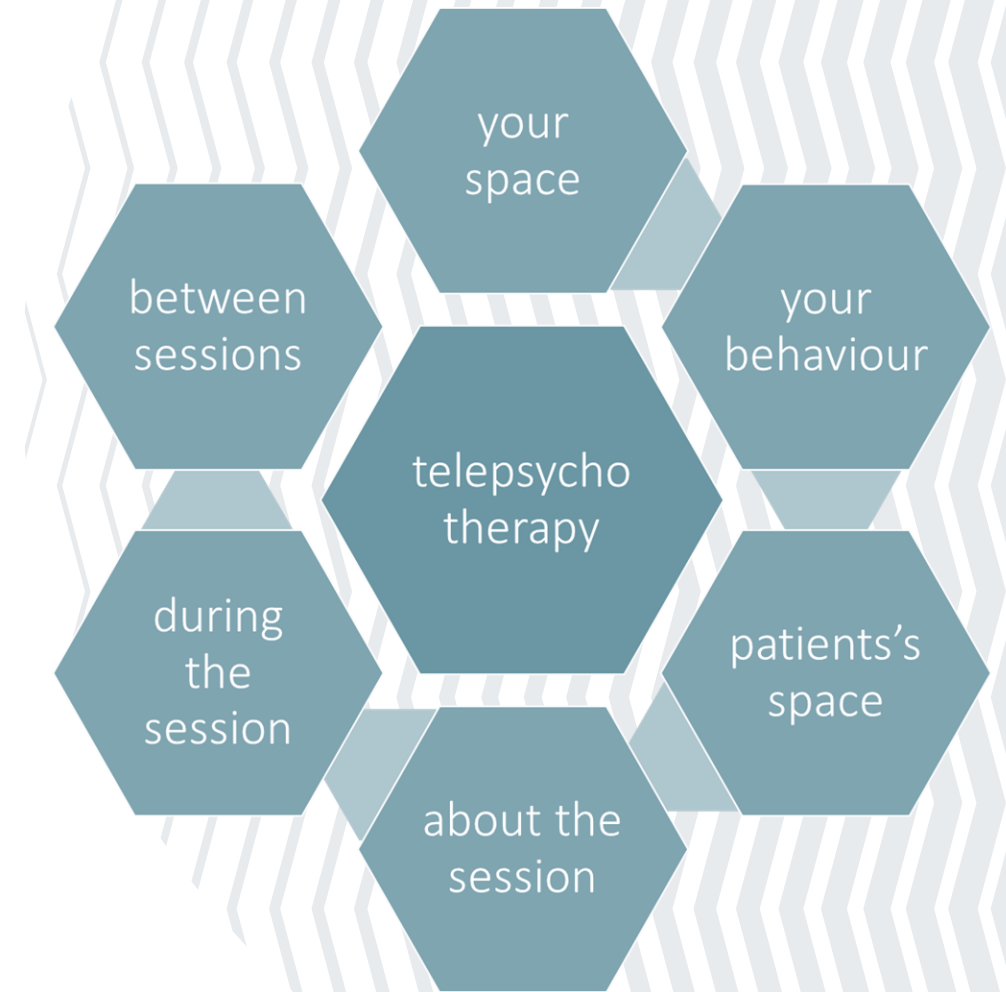 your
space
your
behaviour
patients’s
space
about the
session
during
the
session
between
sessions
telepsycho
therapy